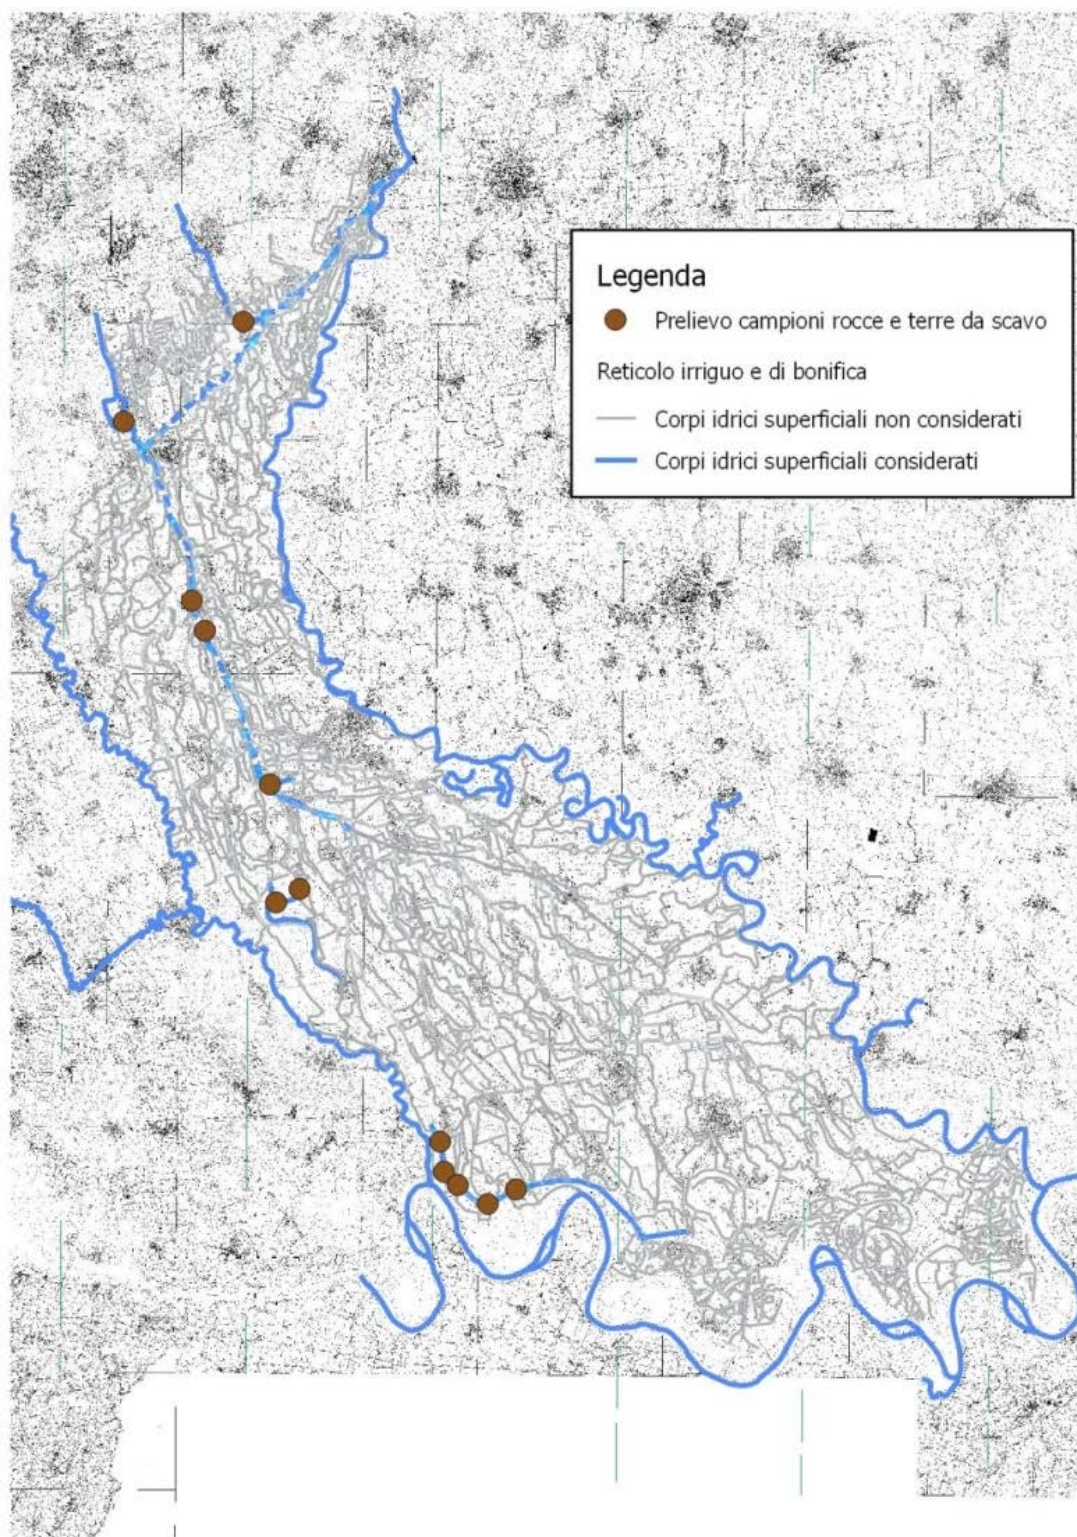 Legenda
Prelievo campioni rocce e terre da scavo
Reticolo irriguo e di bonifica
Corpi idrici superficiali non considerati
Corpi idrici superficiali considerati